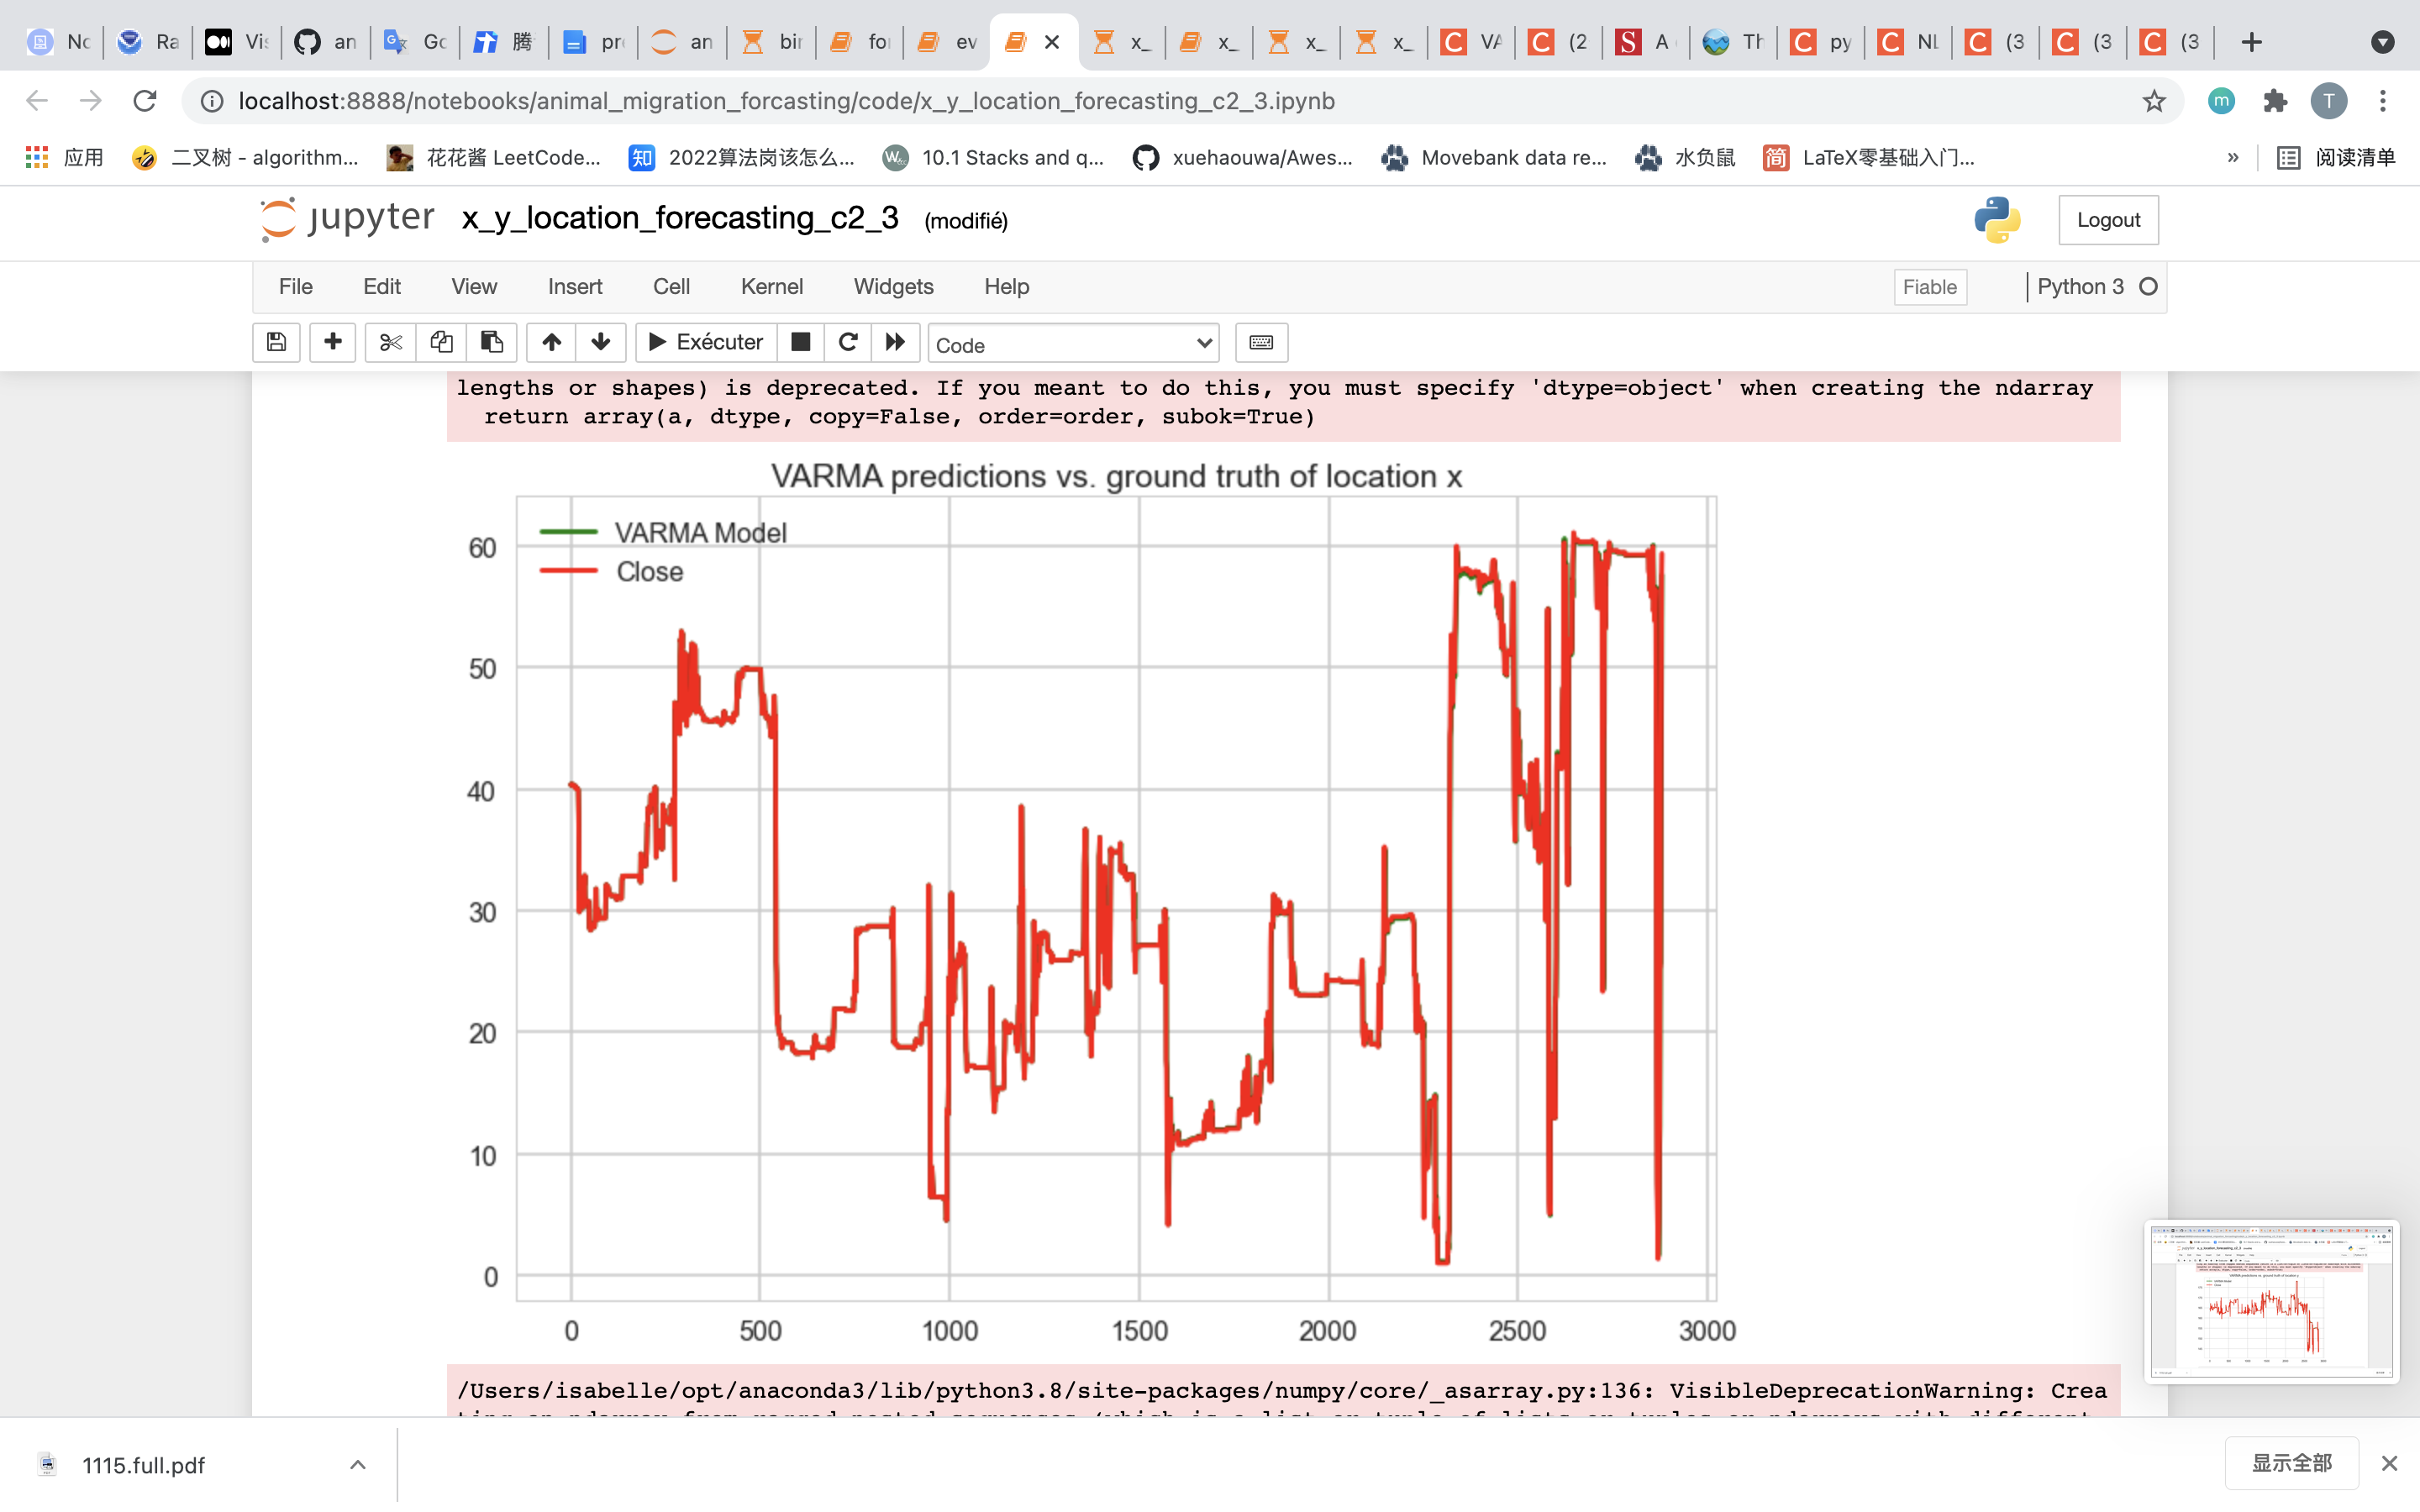 Nc Ra Vis an Gc 腾 pr an bir fo ev x_ x_ x_ x_ VA (2 A Th py NL (3 (3 (3
localhost:8888/notebooks/animal_migration_forcasting/code/x_y_location_forecasting_c2_3.ipynb
m T
应用 二叉树 - algorithm... 花花酱 LeetCode... 知 2022算法岗该怎么... 10.1 Stacks and q... xuehaouwa/Awes... Movebank data re... 水负鼠 简 LaTeX零基础入门... » 阅读清单
jupyter x_y_location_forecasting_c2_3 (modifié) Logout
File Edit View Insert Cell Kernel Widgets Help Fiable Python 3
Exécuter Code
lengths or shapes) is deprecated. If you meant to do this, you must specify 'dtype=object' when creating the ndarray
return array(a, dtype, copy=False, order=order, subok=True)
VARMA predictions vs. ground truth of location x
VARMA Model
Close
60
50
40
30
20
10
0
0 500 1000 1500 2000 2500 3000
/Users/isabelle/opt/anaconda3/lib/python3.8/site-packages/numpy/core/_asarray.py:136: VisibleDeprecationWarning: Crea
1115.full.pdf 显示全部